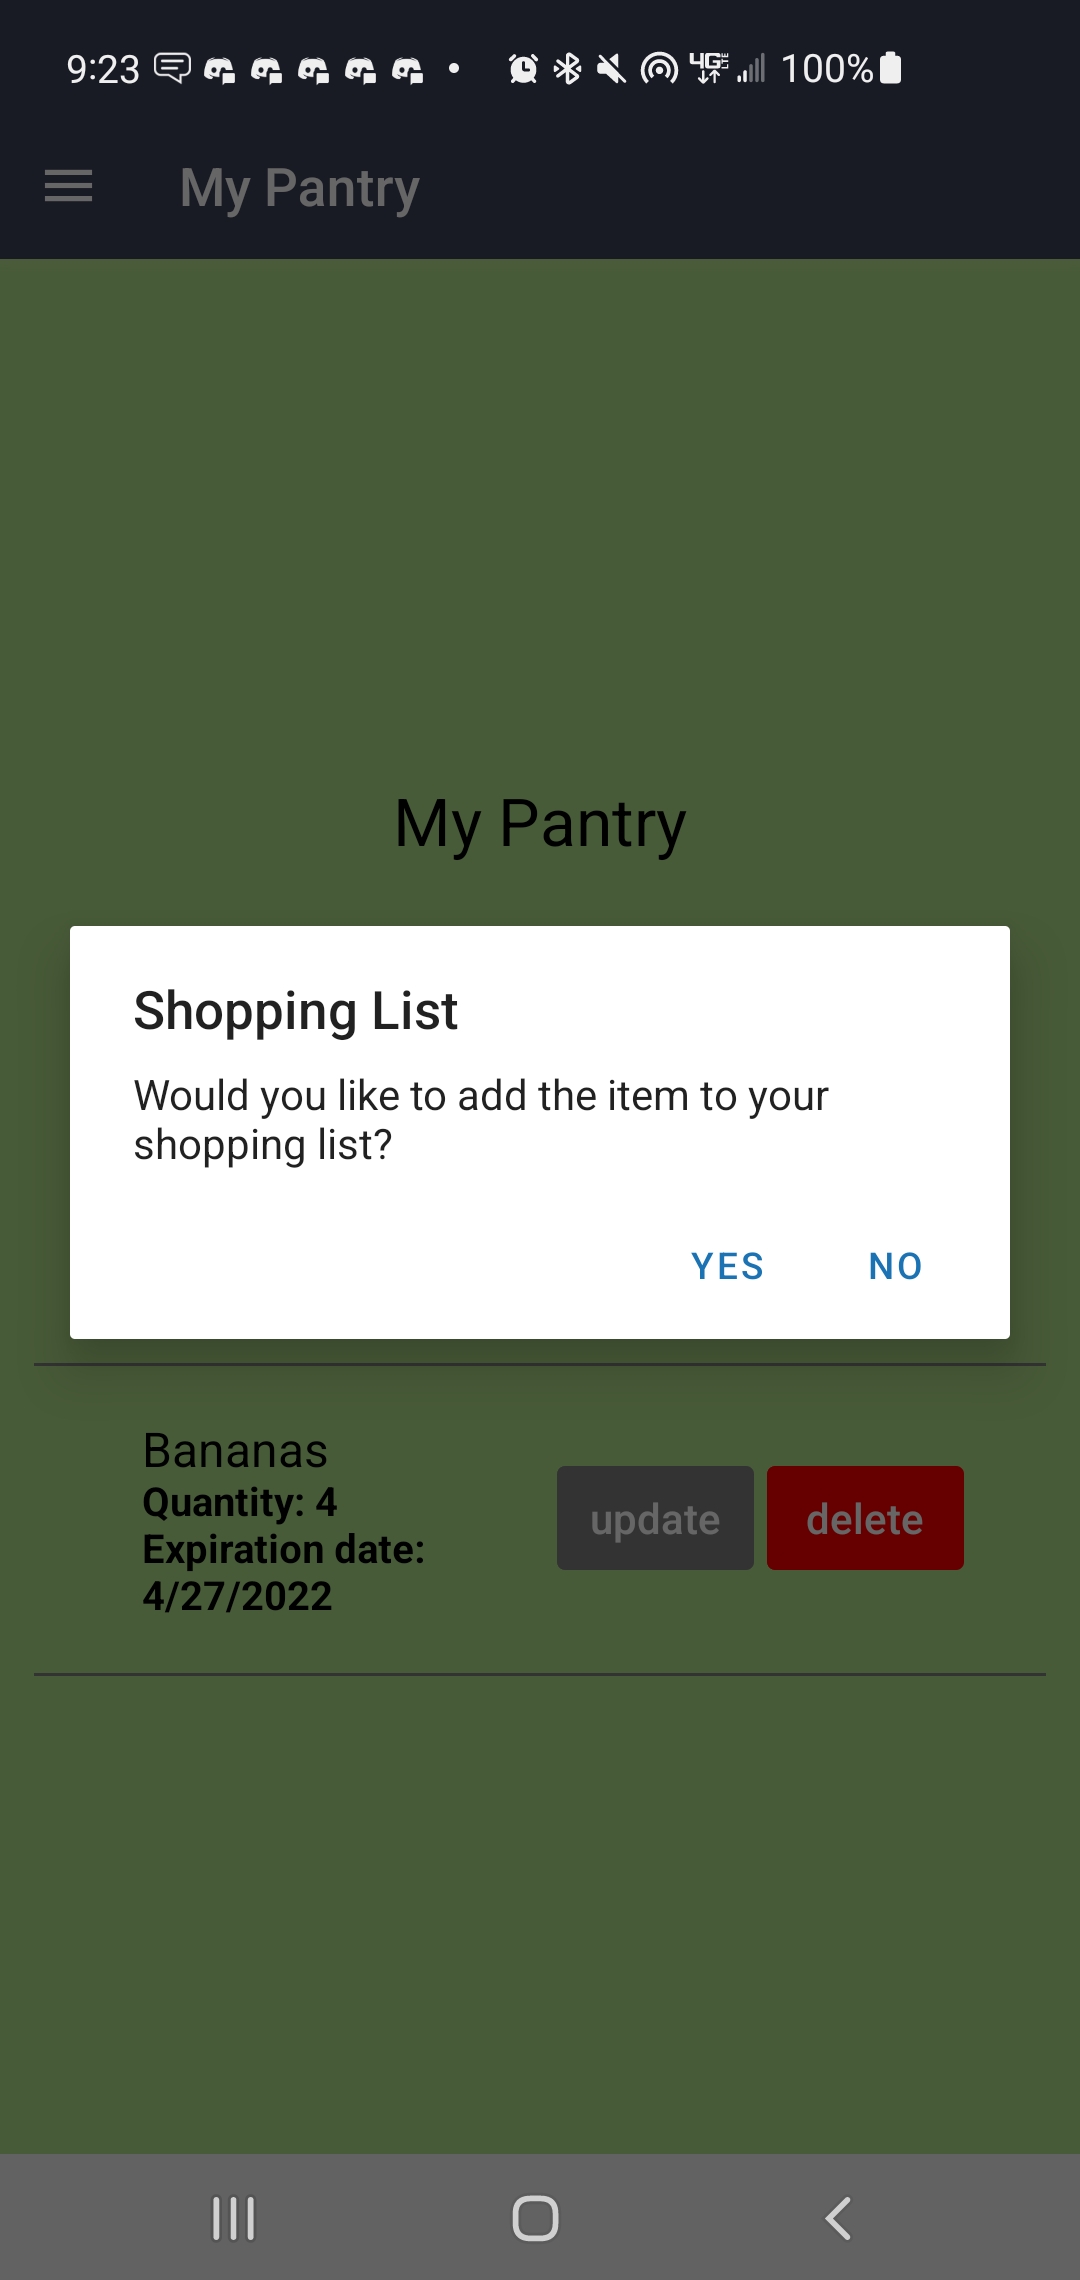 9:23
4G LTE
100%
My Pantry
My Pantry
Shopping List
Would you like to add the item to your
shopping list?
YES NO
Bananas
Quantity: 4
Expiration date:
4/27/2022
update delete